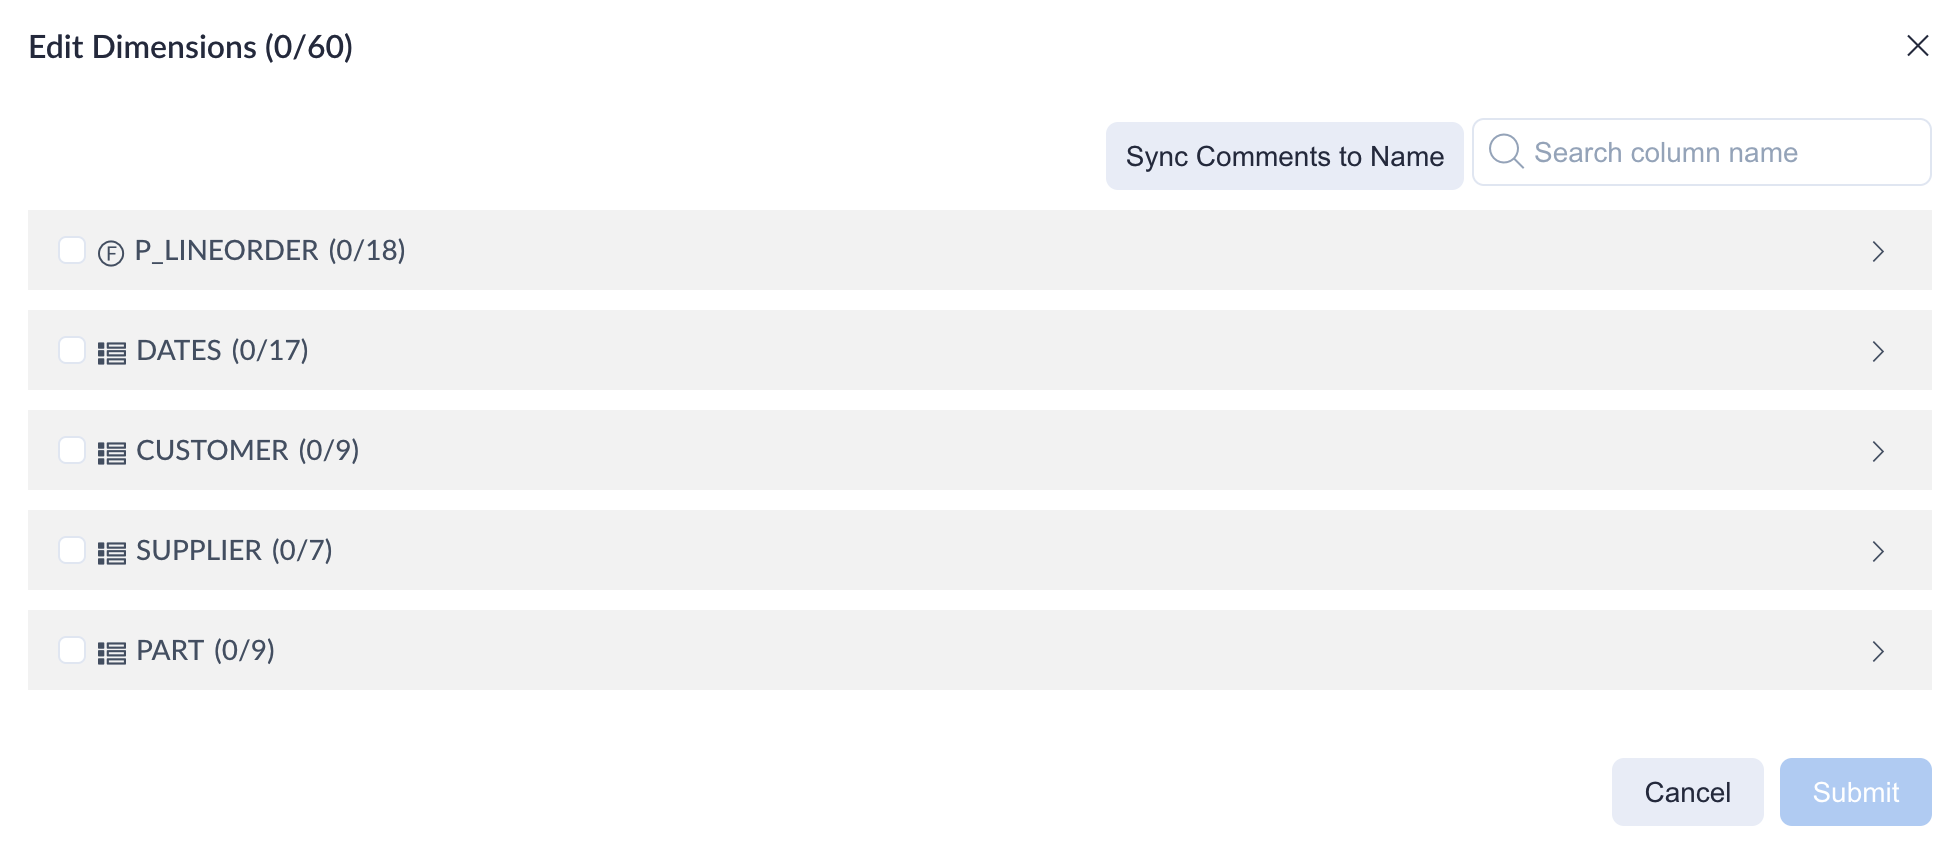 Edit Dimensions (0/60)
Sync Comments to Name
Search column name
F P_LINEORDER (0/18)
DATES (0/17)
CUSTOMER (0/9)
SUPPLIER (0/7)
PART (0/9)
Cancel
Submit